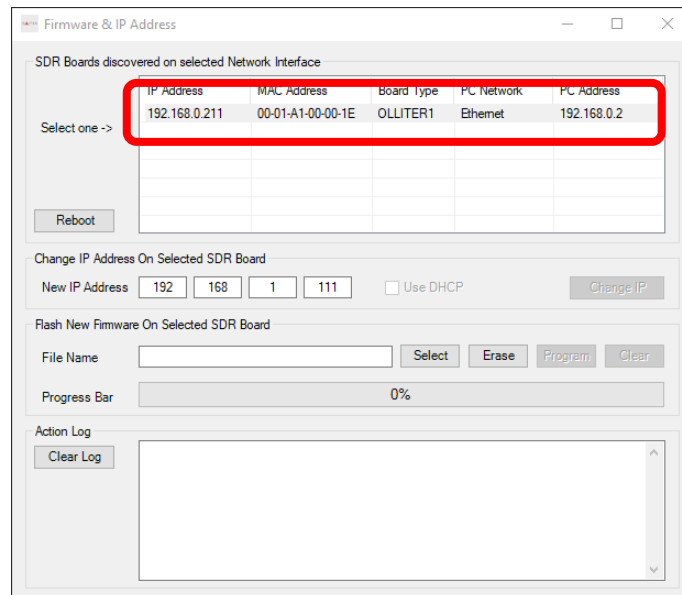 Firmware & IP Address
SDR Boards discovered on selected Network Interface
IP Address MAC Address Board Type PC Network PC Address
192.168.0.211 00-01-A1-00-00-1E OLLITER1 Ethernet 192.168.0.2
Select one ->
Reboot
Change IP Address On Selected SDR Board
New IP Address 192 168 1 111 Use DHCP Change IP
Flash New Firmware On Selected SDR Board
File Name Select Erase Program Clear
Progress Bar 0%
Action Log
Clear Log